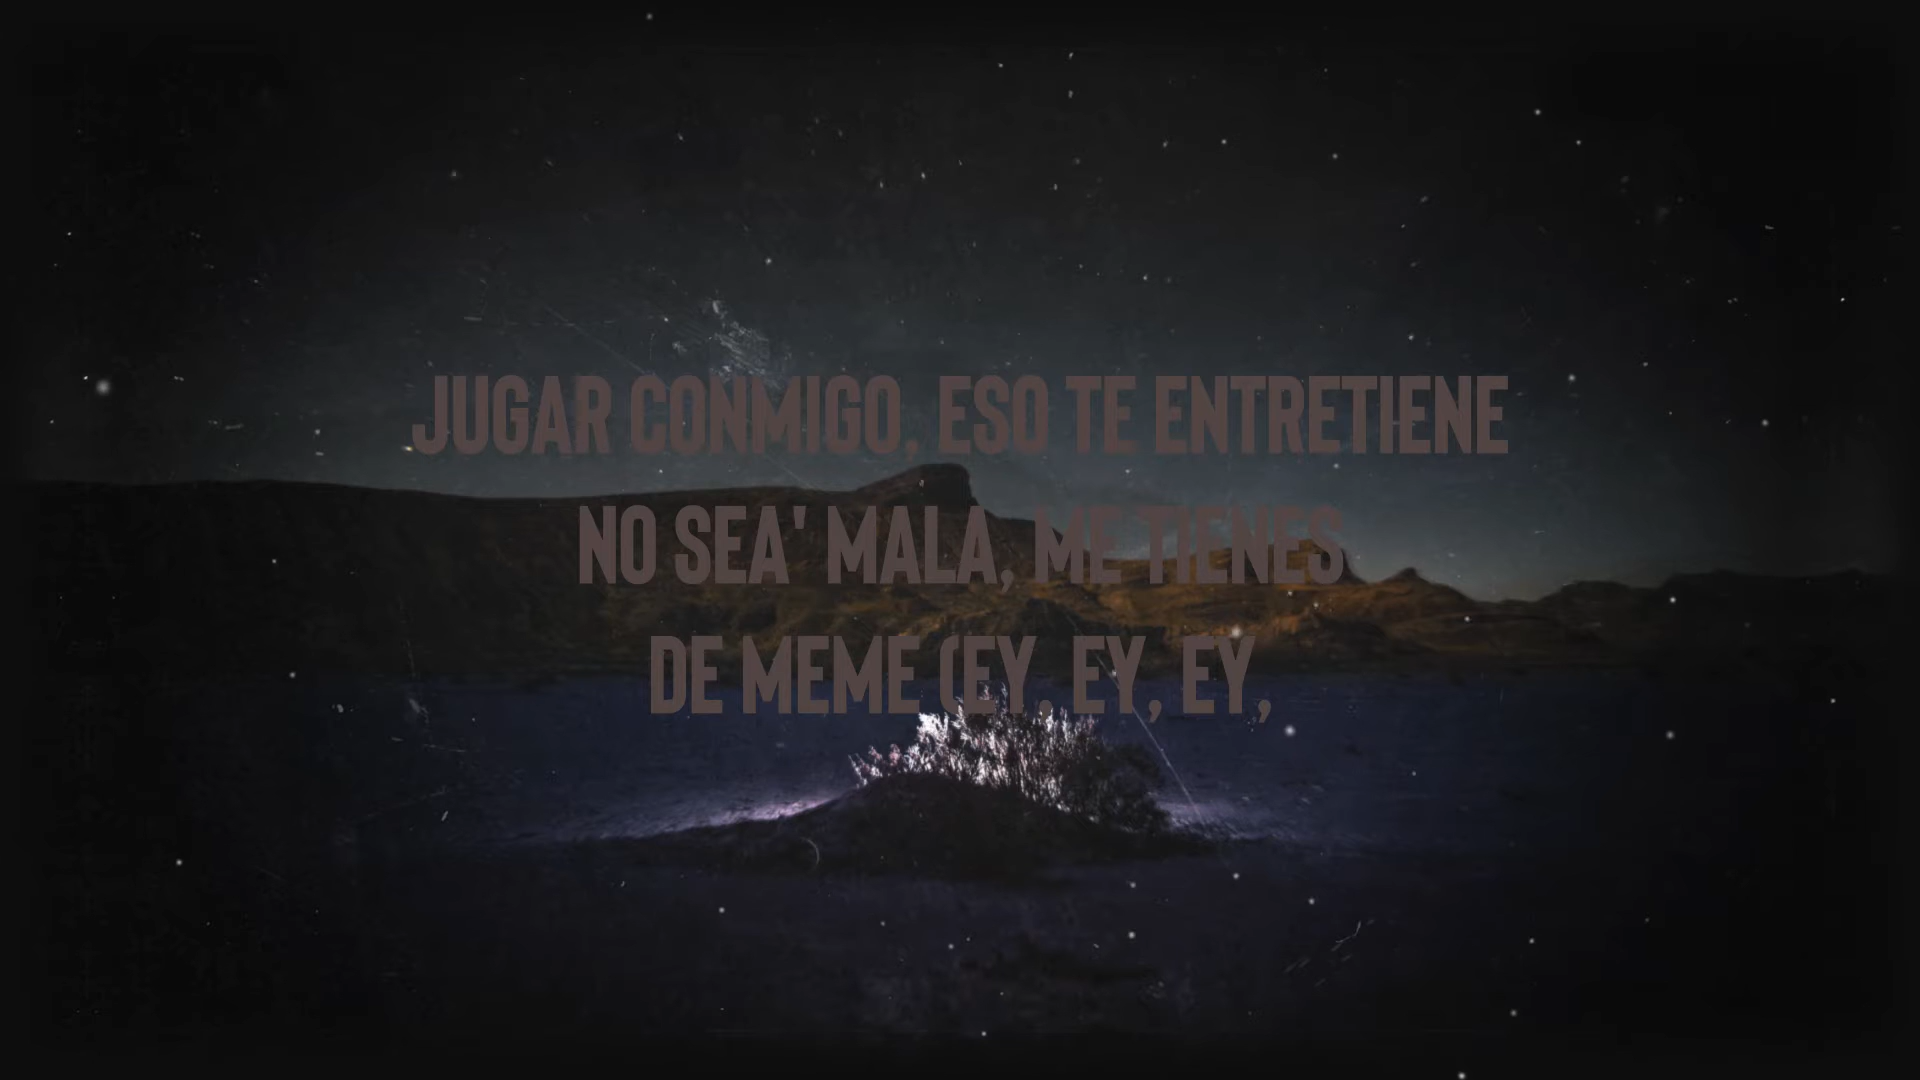 JUGAR CONMIGO, ESO TE ENTRETIENE
NO SEA' MALA, ME TIENES
DE MEME (EY, EY, EY,